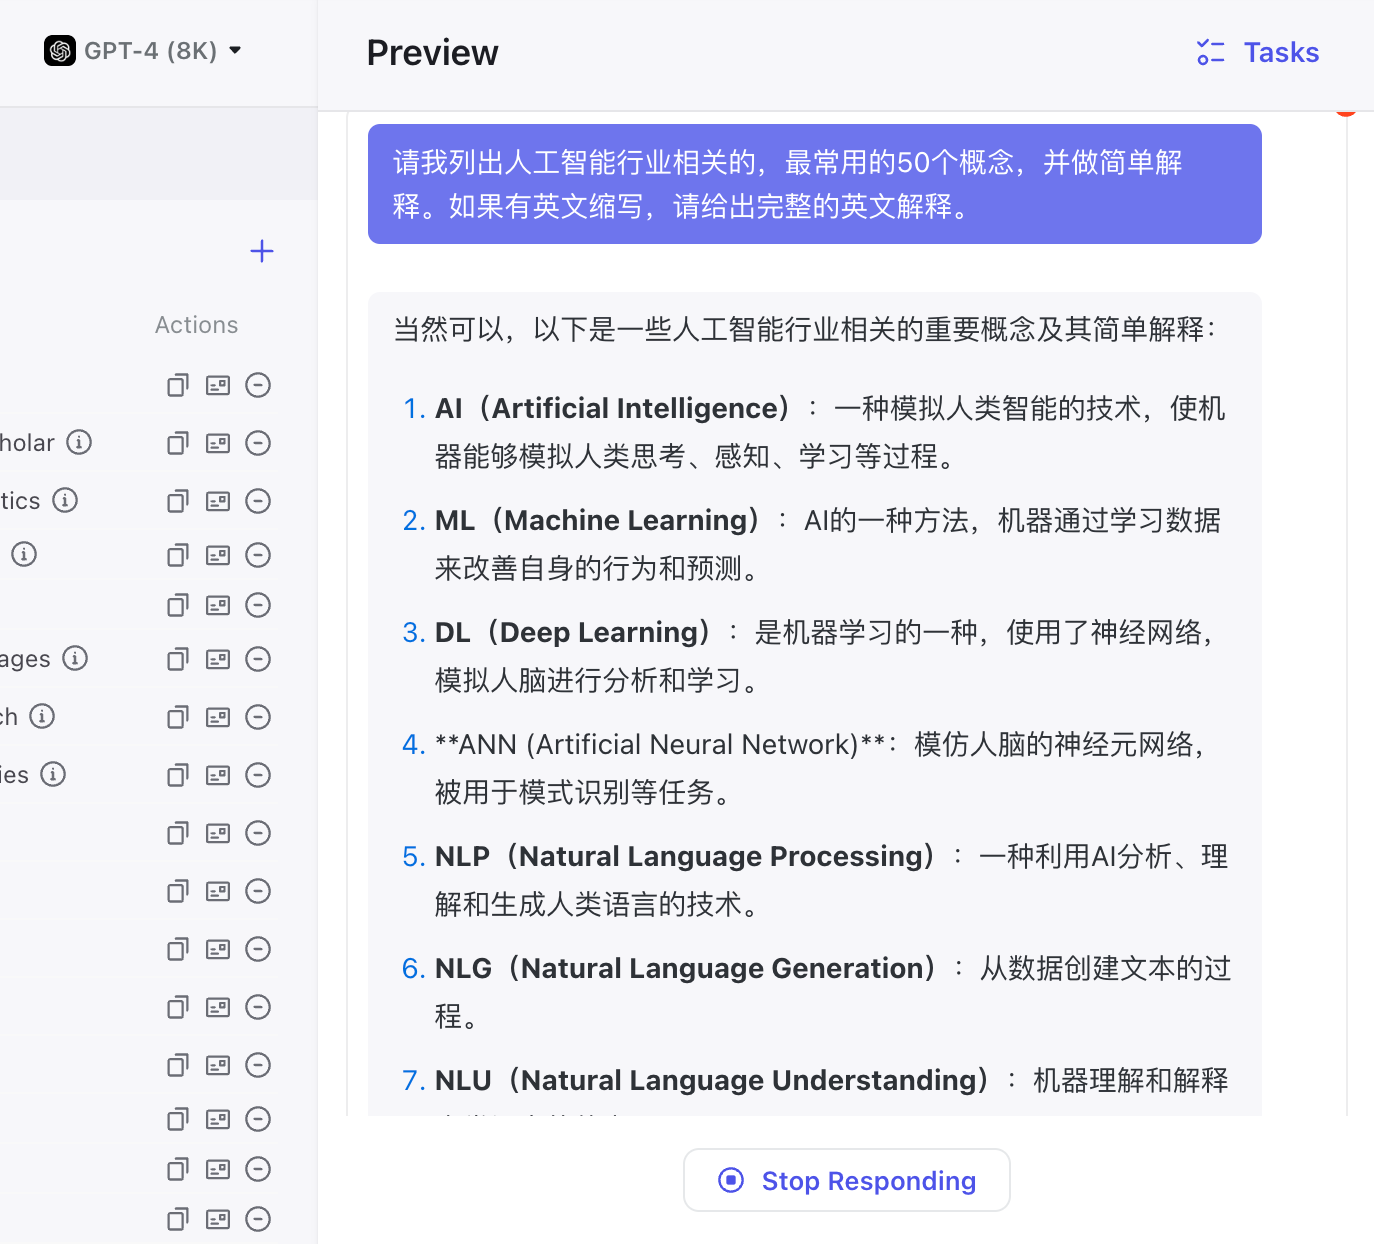 GPT-4 (8K)
Preview
Tasks
请我列出人工智能行业相关的，最常用的50个概念，并做简单解
释。如果有英文缩写，请给出完整的英文解释。
Actions
当然可以，以下是一些人工智能行业相关的重要概念及其简单解释：
1. AI（Artificial Intelligence）：一种模拟人类智能的技术，使机
器能够模拟人类思考、感知、学习等过程。
holar
tics
2. ML（Machine Learning）：AI的一种方法，机器通过学习数据
来改善自身的行为和预测。
3. DL（Deep Learning）：是机器学习的一种，使用了神经网络，
模拟人脑进行分析和学习。
ages
ch
4. **ANN (Artificial Neural Network)**：模仿人脑的神经元网络，
被用于模式识别等任务。
ies
5. NLP（Natural Language Processing）：一种利用AI分析、理
解和生成人类语言的技术。
6. NLG（Natural Language Generation）：从数据创建文本的过
程。
7. NLU（Natural Language Understanding）：机器理解和解释
Stop Responding